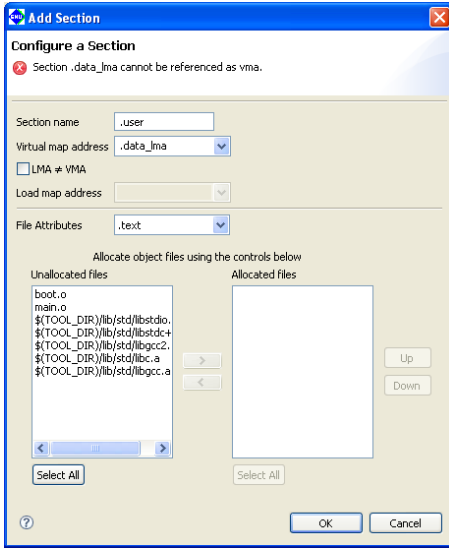 GNU Add Section
Configure a Section
Section .data_lma cannot be referenced as vma.
Section name .user
Virtual map address .data_lma
LMA ≠ VMA
Load map address
File Attributes .text
Allocate object files using the controls below
Unallocated files Allocated files
boot.o
main.o
$(TOOL_DIR)/lib/std/libstdio.
$(TOOL_DIR)/lib/std/libstdc+
$(TOOL_DIR)/lib/std/libgcc2.
$(TOOL_DIR)/lib/std/libc.a
$(TOOL_DIR)/lib/std/libgcc.a
>
<
Up
Down
Select All Select All
? OK Cancel